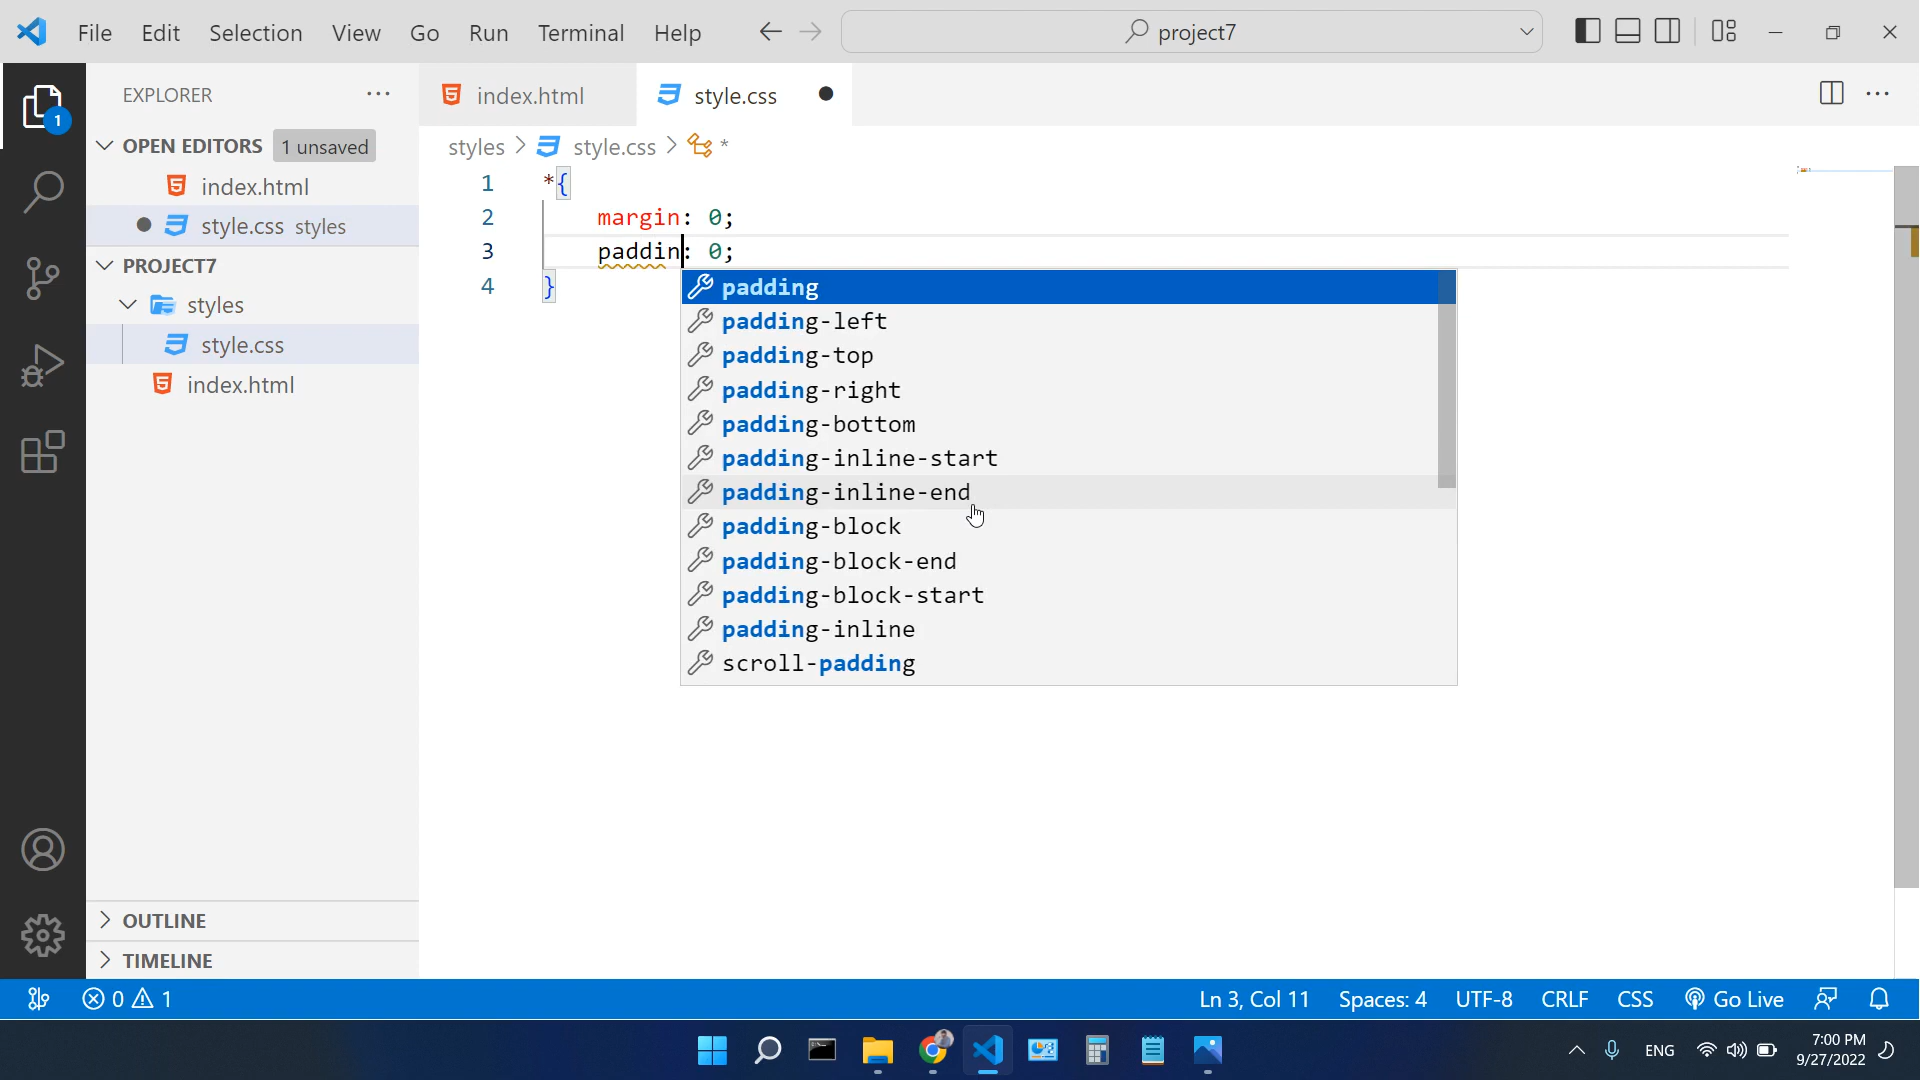 File Edit Selection View Go Run Terminal Help project7
EXPLORER
OPEN EDITORS 1 unsaved
index.html
style.css styles
PROJECT7
styles
style.css
index.html
OUTLINE
TIMELINE
1
index.html style.css
styles > style.css > *
1 *{
2 margin: 0;
3 paddin: 0;
4 }
padding
padding-left
padding-top
padding-right
padding-bottom
padding-inline-start
padding-inline-end
padding-block
padding-block-end
padding-block-start
padding-inline
scroll-padding
0 1 Ln 3, Col 11 Spaces: 4 UTF-8 CRLF CSS Go Live
ENG 7:00 PM
9/27/2022